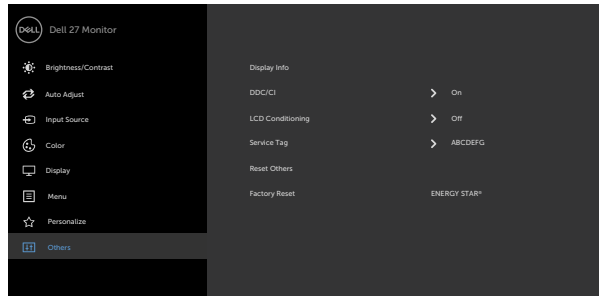 DELL Dell 27 Monitor
Brightness/Contrast
Auto Adjust
Input Source
Color
Display
Menu
Personalize
Others
Display Info
DDC/CI > On
LCD Conditioning > Off
Service Tag > ABCDEFG
Reset Others
Factory Reset ENERGY STAR®